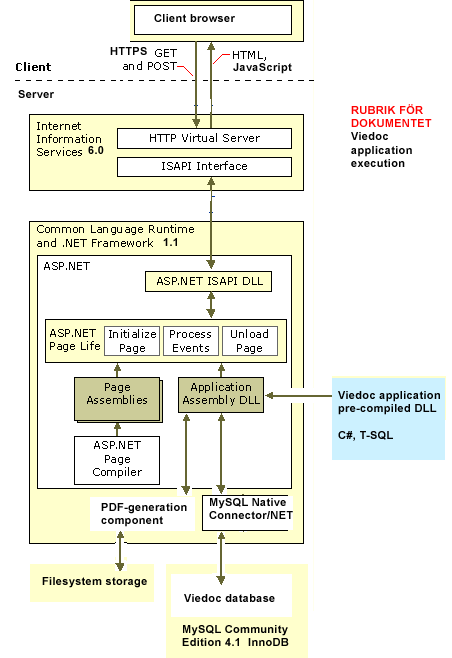 Client browser
HTTPS GET
and POST
HTML,
JavaScript
Client
Server
RUBRIK FÖR
DOKUMENTET
Viedoc
application
execution
Internet
Information
Services 6.0
HTTP Virtual Server
ISAPI Interface
Common Language Runtime
and .NET Framework 1.1
ASP.NET
ASP.NET ISAPI DLL
ASP.NET
Page Life
Initialize
Page
Process
Events
Unload
Page
Page
Assemblies
Application
Assembly DLL
Viedoc application
pre-compiled DLL
C#, T-SQL
ASP.NET
Page
Compiler
PDF-generation
component
MySQL Native
Connector/NET
Filesystem storage
Viedoc database
MySQL Community
Edition 4.1 InnoDB